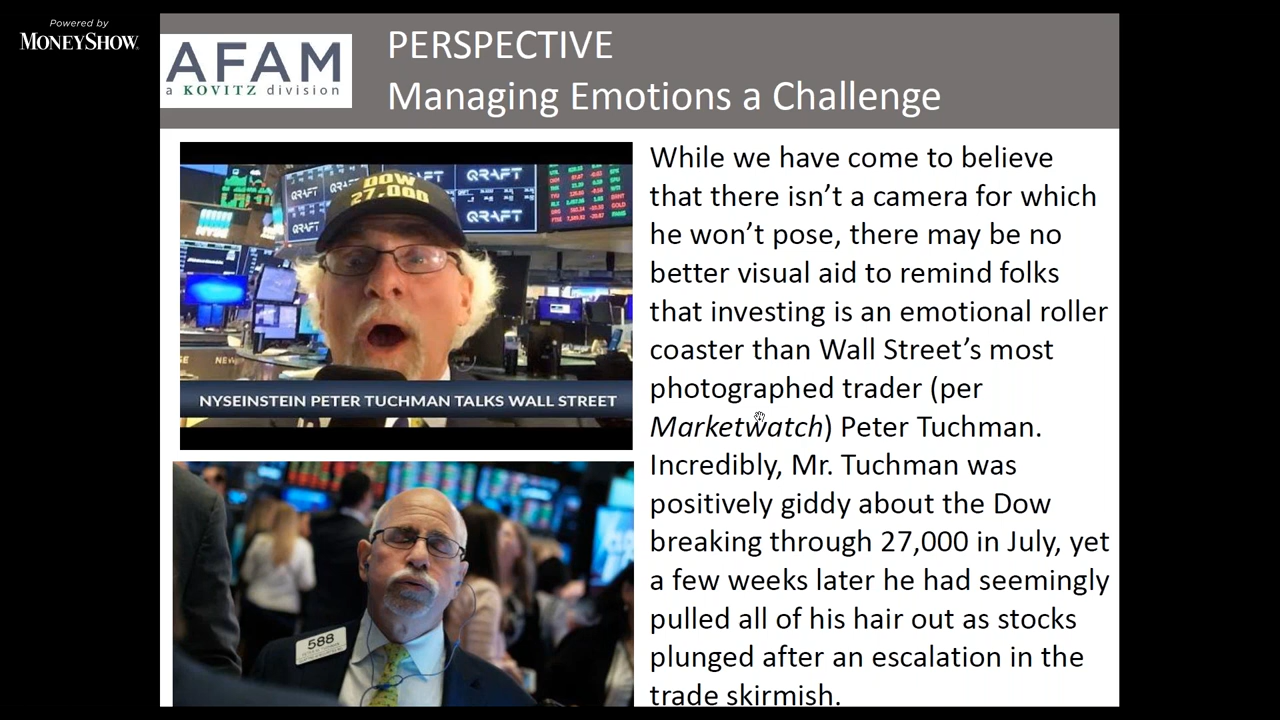 Powered by
MONEYSHOW.
AFAM
a KOVITZ division
PERSPECTIVE
Managing Emotions a Challenge
DOW
27,000
QRAFT
QRAFT
QRAFT
QRAFT
NYSEINSTEIN PETER TUCHMAN TALKS WALL STREET
588
While we have come to believe
that there isn’t a camera for which
he won’t pose, there may be no
better visual aid to remind folks
that investing is an emotional roller
coaster than Wall Street’s most
photographed trader (per
Marketwatch) Peter Tuchman.
Incredibly, Mr. Tuchman was
positively giddy about the Dow
breaking through 27,000 in July, yet
a few weeks later he had seemingly
pulled all of his hair out as stocks
plunged after an escalation in the
trade skirmish.